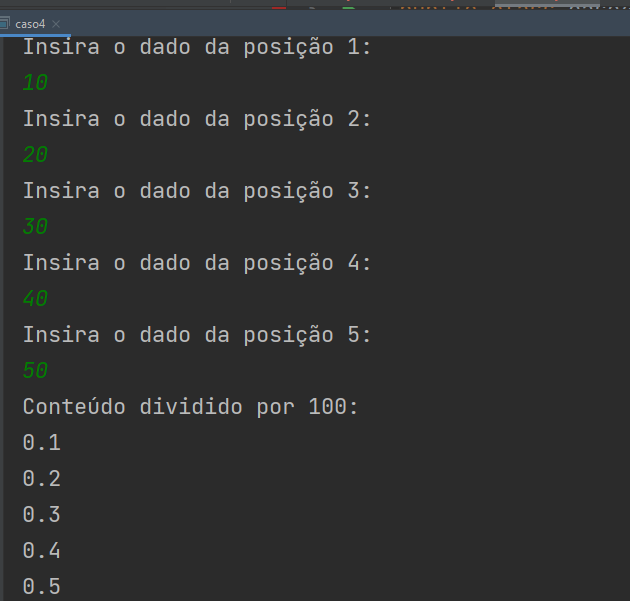 caso4
Insira o dado da posição 1:
10
Insira o dado da posição 2:
20
Insira o dado da posição 3:
30
Insira o dado da posição 4:
40
Insira o dado da posição 5:
50
Conteúdo dividido por 100:
0.1
0.2
0.3
0.4
0.5